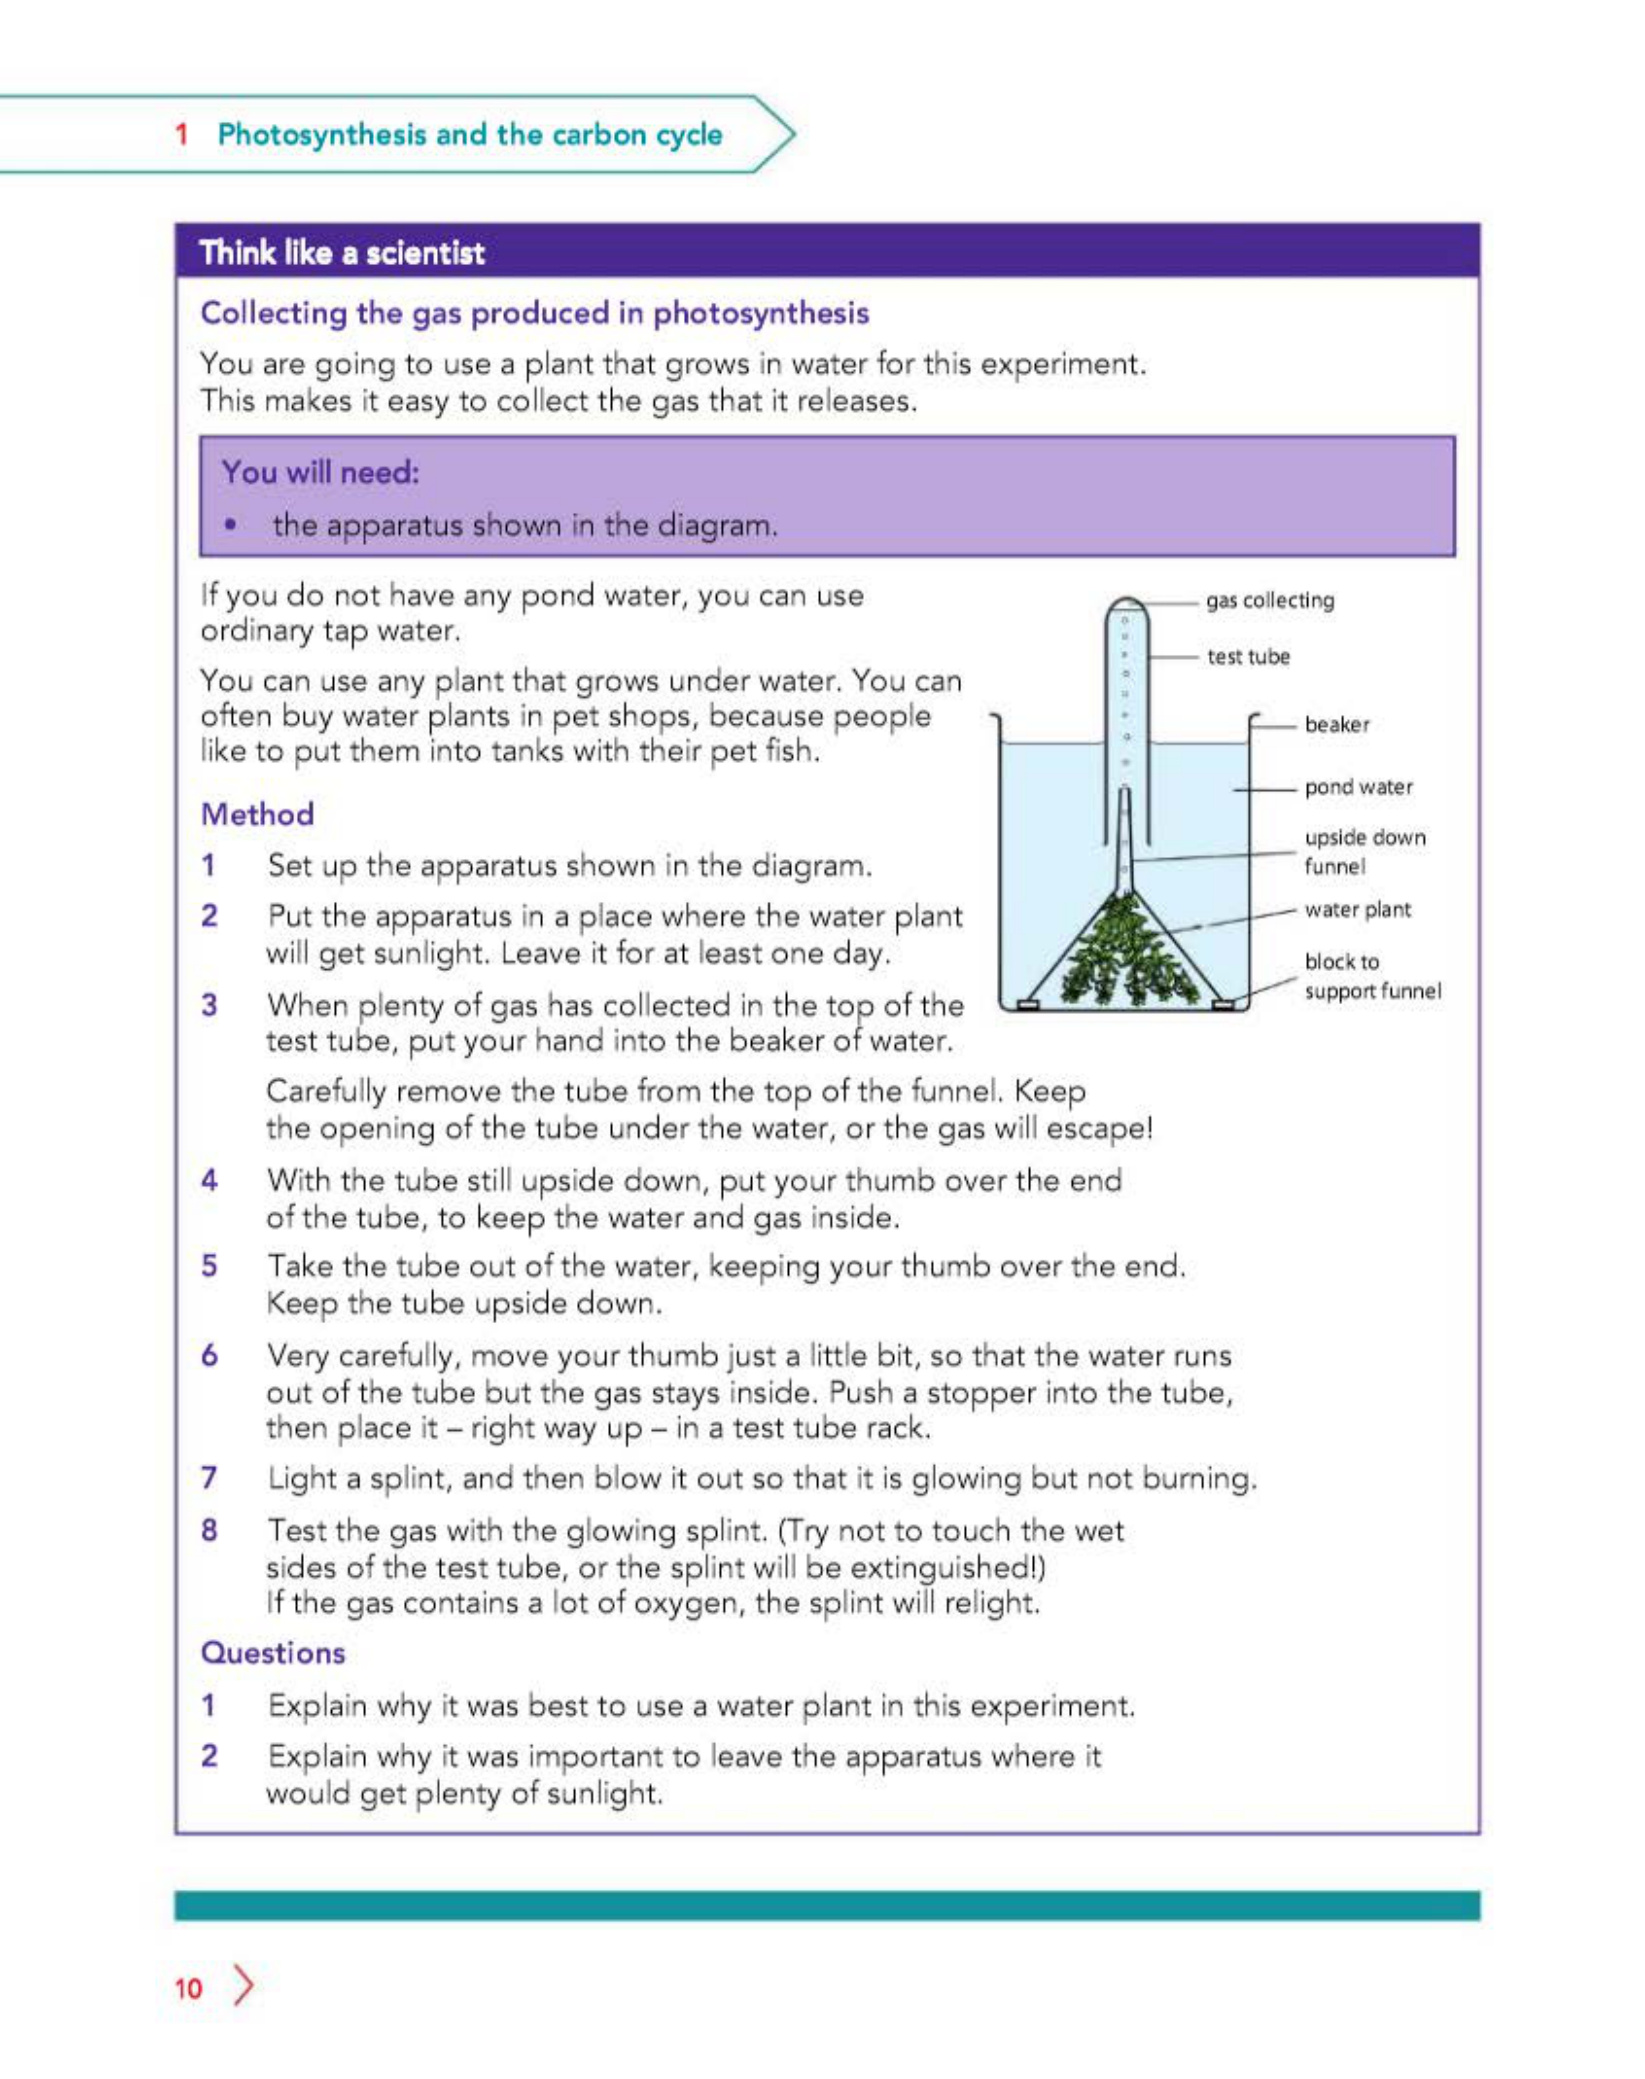 1 Photosynthesis and the carbon cycle
Think like a scientist
Collecting the gas produced in photosynthesis
You are going to use a plant that grows in water for this experiment.
This makes it easy to collect the gas that it releases.
You will need:
• the apparatus shown in the diagram.
If you do not have any pond water, you can use
ordinary tap water.
You can use any plant that grows under water. You can
often buy water plants in pet shops, because people
like to put them into tanks with their pet fish.
gas collecting
test tube
beaker
pond water
upside down
funnel
water plant
block to
support funnel
Method
1 Set up the apparatus shown in the diagram.
2 Put the apparatus in a place where the water plant
will get sunlight. Leave it for at least one day.
3 When plenty of gas has collected in the top of the
test tube, put your hand into the beaker of water.
Carefully remove the tube from the top of the funnel. Keep
the opening of the tube under the water, or the gas will escape!
4 With the tube still upside down, put your thumb over the end
of the tube, to keep the water and gas inside.
5 Take the tube out of the water, keeping your thumb over the end.
Keep the tube upside down.
6 Very carefully, move your thumb just a little bit, so that the water runs
out of the tube but the gas stays inside. Push a stopper into the tube,
then place it – right way up – in a test tube rack.
7 Light a splint, and then blow it out so that it is glowing but not burning.
8 Test the gas with the glowing splint. (Try not to touch the wet
sides of the test tube, or the splint will be extinguished!)
If the gas contains a lot of oxygen, the splint will relight.
Questions
1 Explain why it was best to use a water plant in this experiment.
2 Explain why it was important to leave the apparatus where it
would get plenty of sunlight.
10